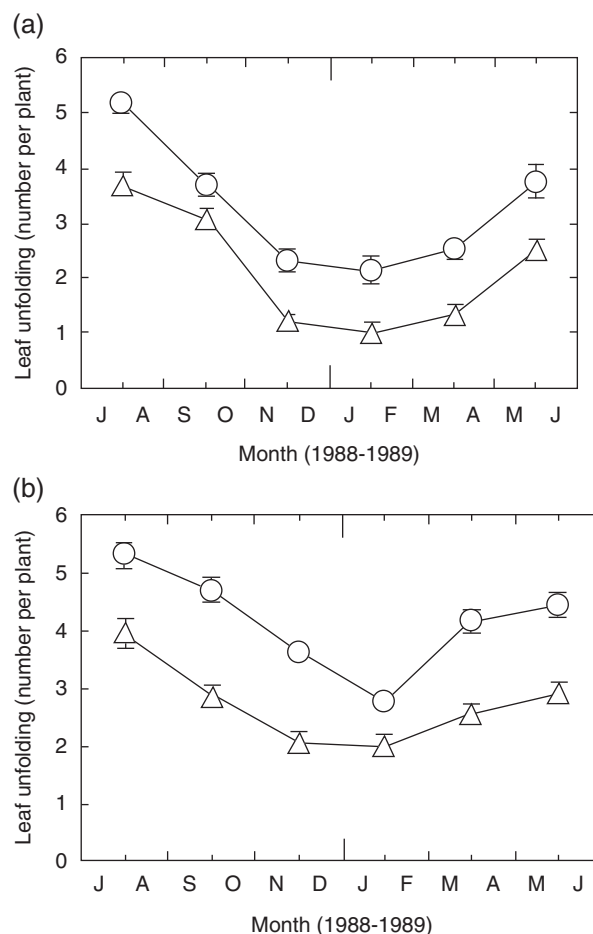 (a)
Leaf unfolding (number per plant)
6
5
4
3
2
1
0
J A S O N D J F M A M J
Month (1988-1989)
(b)
Leaf unfolding (number per plant)
6
5
4
3
2
1
0
J A S O N D J F M A M J
Month (1988-1989)